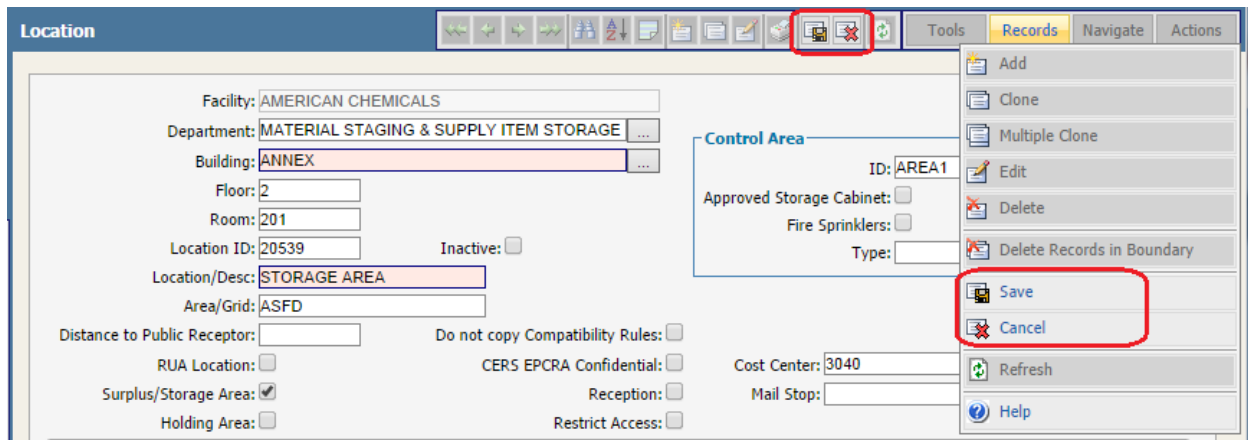 Location
Tools Records Navigate Actions
Add
Clone
Multiple Clone
Edit
Delete
Delete Records in Boundary
Save
Cancel
Refresh
Help
Facility: AMERICAN CHEMICALS
Department: MATERIAL STAGING & SUPPLY ITEM STORAGE ...
Building: ANNEX ...
Floor: 2
Room: 201
Location ID: 20539 Inactive:
Location/Desc: STORAGE AREA
Area/Grid: ASFD
Distance to Public Receptor: Do not copy Compatibility Rules:
RUA Location: CERS EPCRA Confidential: Cost Center: 3040
Surplus/Storage Area: Reception: Mail Stop:
Holding Area: Restrict Access:
Control Area
ID: AREA1
Approved Storage Cabinet:
Fire Sprinklers:
Type: